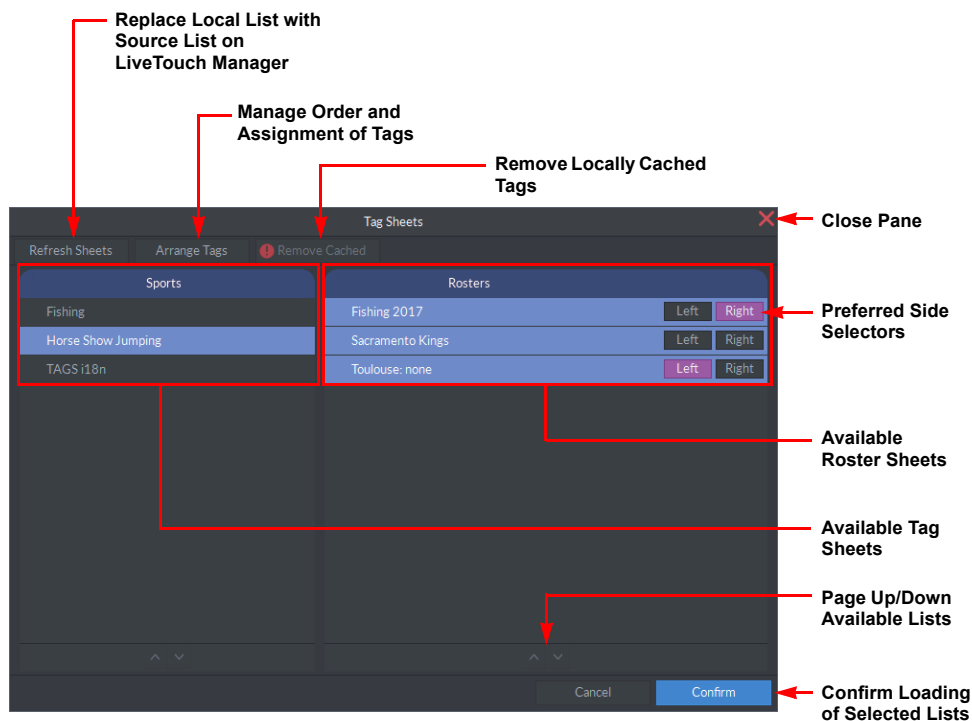 Replace Local List with
Source List on
LiveTouch Manager
Manage Order and
Assignment of Tags
Remove Locally Cached
Tags
Tag Sheets
Close Pane
Refresh Sheets
Arrange Tags
Remove Cached
Sports
Rosters
Fishing
Fishing 2017
Left
Right
Preferred Side
Selectors
Horse Show Jumping
Sacramento Kings
Left
Right
TAGS i18n
Toulouse: none
Left
Right
Available
Roster Sheets
Available Tag
Sheets
Page Up/Down
Available Lists
Cancel
Confirm
Confirm Loading
of Selected Lists